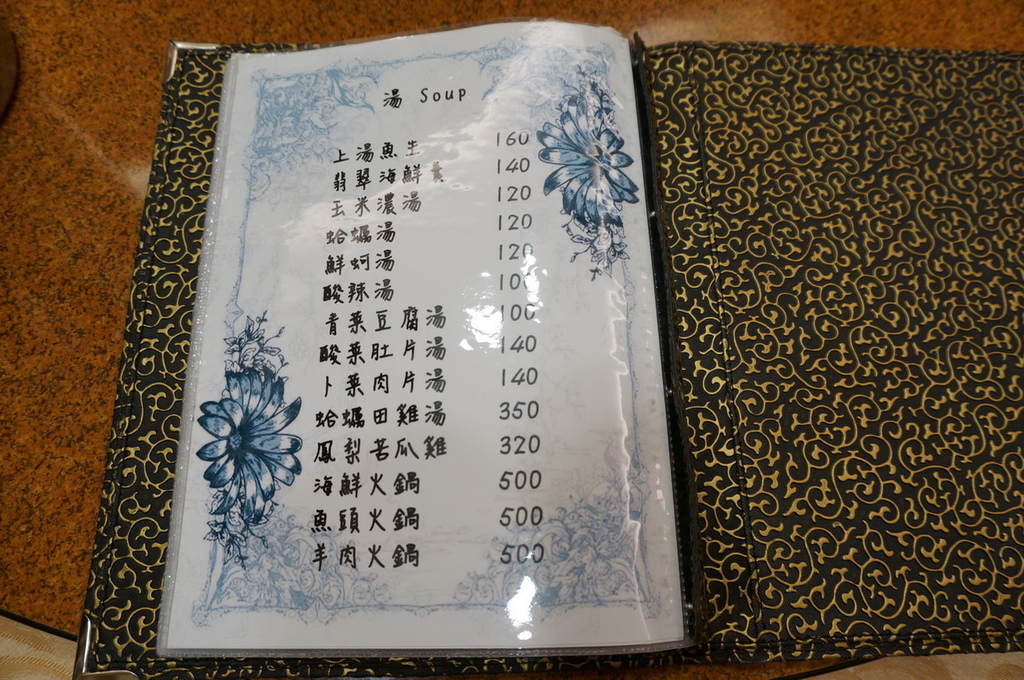 湯 Soup
上湯魚生 160
翡翠海鮮羹 140
玉米濃湯 120
蛤蠣湯 120
鮮蚵湯 120
酸辣湯 100
青菜豆腐湯 100
酸菜肚片湯 140
卜菜肉片湯 140
蛤蠣田雞湯 350
鳳梨苦瓜雞 320
海鮮火鍋 500
魚頭火鍋 500
羊肉火鍋 500